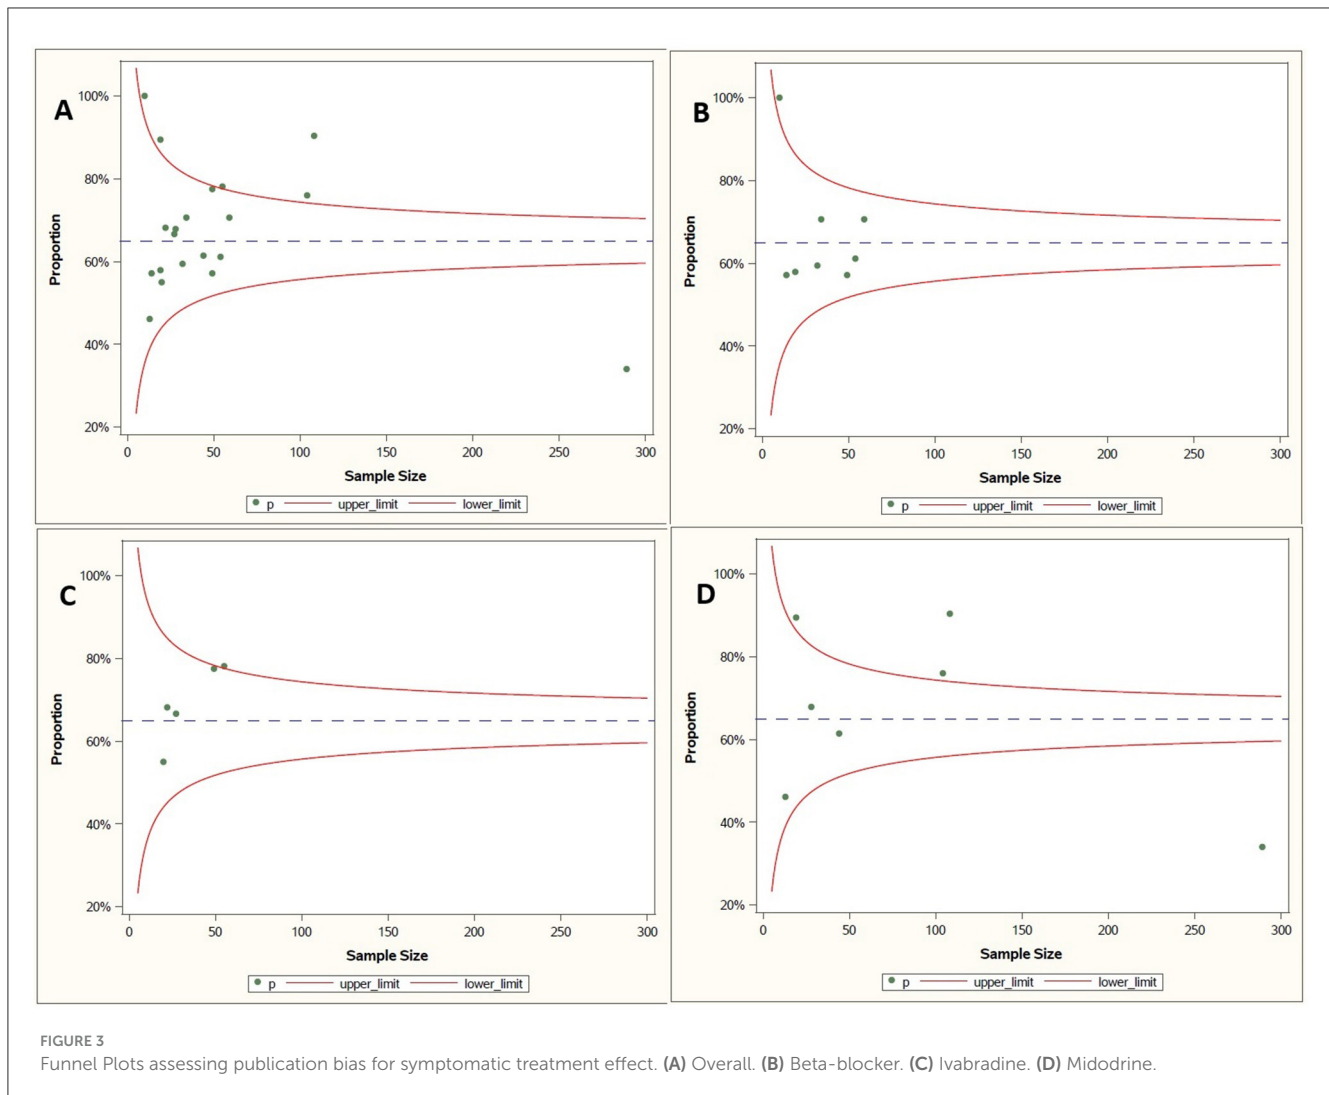 A
100%
80%
60%
40%
20%
Proportion
0 50 100 150 200 250 300
Sample Size
p upper_limit lower_limit
B
100%
80%
60%
40%
20%
Proportion
0 50 100 150 200 250 300
Sample Size
p upper_limit lower_limit
C
100%
80%
60%
40%
20%
Proportion
0 50 100 150 200 250 300
Sample Size
p upper_limit lower_limit
D
100%
80%
60%
40%
20%
Proportion
0 50 100 150 200 250 300
Sample Size
p upper_limit lower_limit
FIGURE 3
Funnel Plots assessing publication bias for symptomatic treatment effect. (A) Overall. (B) Beta-blocker. (C) Ivabradine. (D) Midodrine.